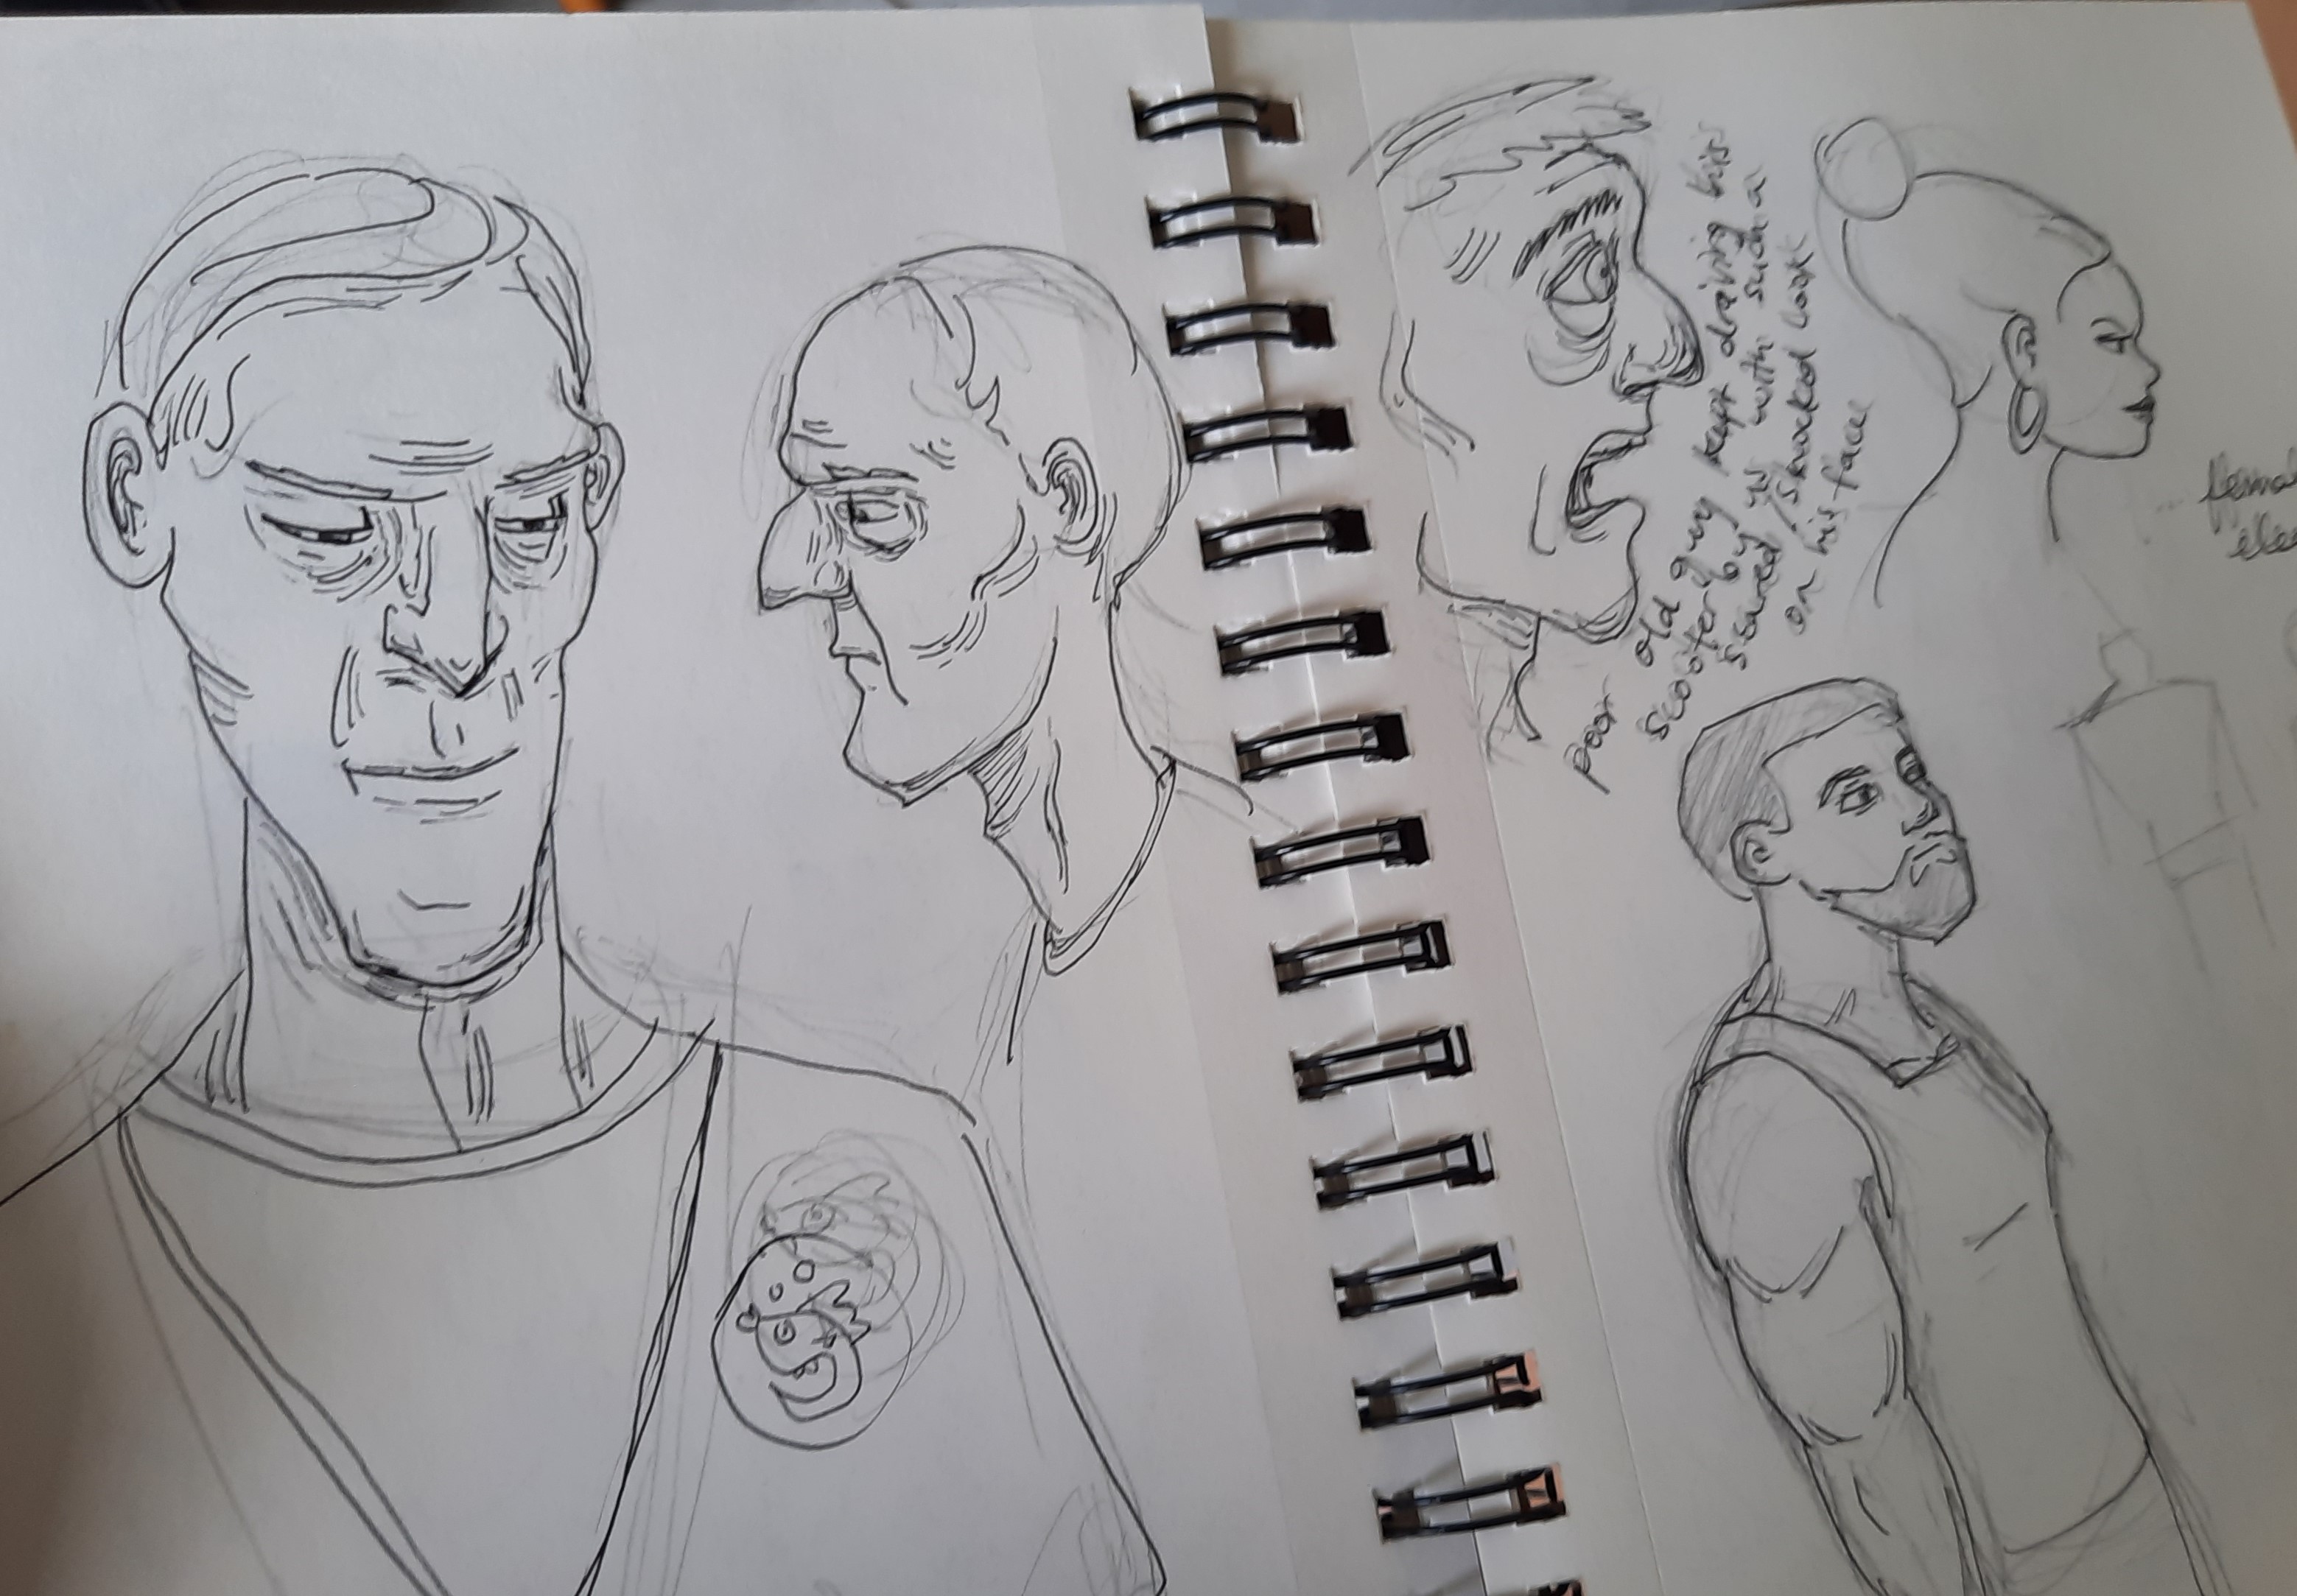 poor old guy kept driving his
scooter by us with such a
scared/shocked look
on his face